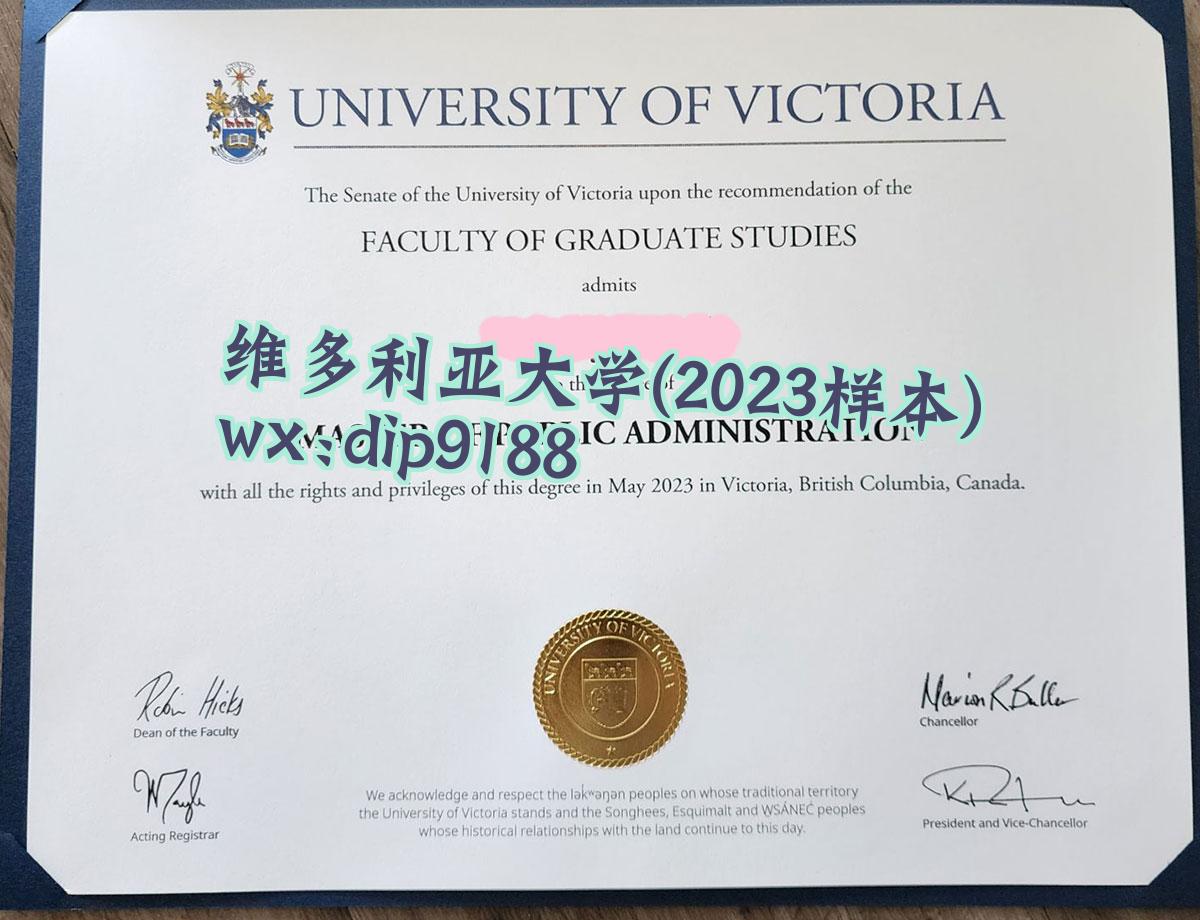 UNIVERSITY OF VICTORIA
The Senate of the University of Victoria upon the recommendation of the
FACULTY OF GRADUATE STUDIES
admits
维多利亚大学(2023样本)
of
wx:dip9188
ADMINISTRATION
with all the rights and privileges of this degree in May 2023 in Victoria, British Columbia, Canada.
UNIVERSITY OF VICTORIA
Robin Hicks
Dean of the Faculty
Marion R Buller
Chancellor
Acting Registrar
President and Vice-Chancellor
We acknowledge and respect the lək̓ʷəŋən peoples on whose traditional territory
the University of Victoria stands and the Songhees, Esquimalt and W̱SÁNEĆ peoples
whose historical relationships with the land continue to this day.